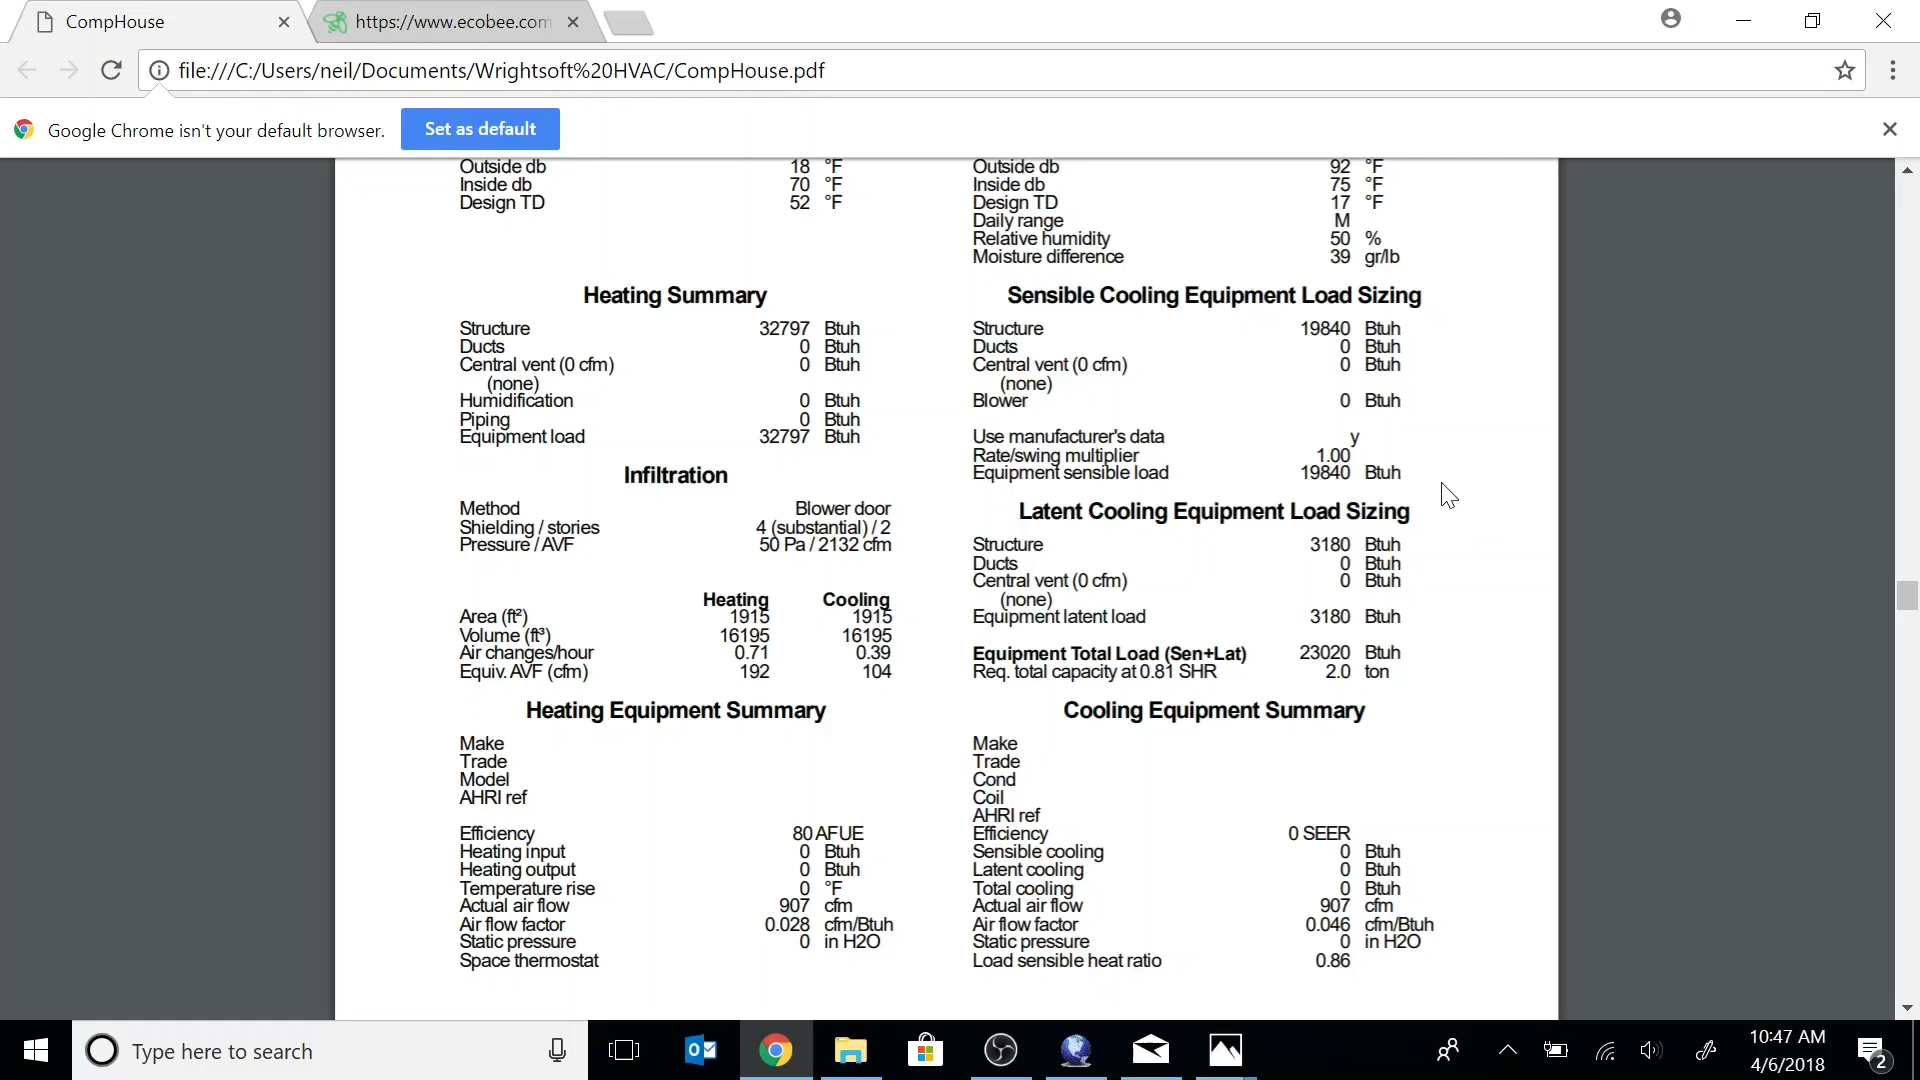 CompHouse
https://www.ecobee.com
file:///C:/Users/neil/Documents/Wrightsoft%20HVAC/CompHouse.pdf
Google Chrome isn't your default browser. Set as default
Outside db 18 °F
Inside db 70 °F
Design TD 52 °F
Outside db 92 °F
Inside db 75 °F
Design TD 17 °F
Daily range M
Relative humidity 50 %
Moisture difference 39 gr/lb
Heating Summary
Structure 32797 Btuh
Ducts 0 Btuh
Central vent (0 cfm) 0 Btuh
(none)
Humidification 0 Btuh
Piping 0 Btuh
Equipment load 32797 Btuh
Infiltration
Method Blower door
Shielding / stories 4 (substantial) / 2
Pressure / AVF 50 Pa / 2132 cfm
Heating Cooling
Area (ft²) 1915 1915
Volume (ft³) 16195 16195
Air changes/hour 0.71 0.39
Equiv. AVF (cfm) 192 104
Heating Equipment Summary
Make
Trade
Model
AHRI ref
Efficiency 80 AFUE
Heating input 0 Btuh
Heating output 0 Btuh
Temperature rise 0 °F
Actual air flow 907 cfm
Air flow factor 0.028 cfm/Btuh
Static pressure 0 in H2O
Space thermostat
Sensible Cooling Equipment Load Sizing
Structure 19840 Btuh
Ducts 0 Btuh
Central vent (0 cfm) 0 Btuh
(none)
Blower 0 Btuh
Use manufacturer's data y
Rate/swing multiplier 1.00
Equipment sensible load 19840 Btuh
Latent Cooling Equipment Load Sizing
Structure 3180 Btuh
Ducts 0 Btuh
Central vent (0 cfm) 0 Btuh
(none)
Equipment latent load 3180 Btuh
Equipment Total Load (Sen+Lat) 23020 Btuh
Req. total capacity at 0.81 SHR 2.0 ton
Cooling Equipment Summary
Make
Trade
Cond
Coil
AHRI ref
Efficiency 0 SEER
Sensible cooling 0 Btuh
Latent cooling 0 Btuh
Total cooling 0 Btuh
Actual air flow 907 cfm
Air flow factor 0.046 cfm/Btuh
Static pressure 0 in H2O
Load sensible heat ratio 0.86
Type here to search
10:47 AM
4/6/2018
2